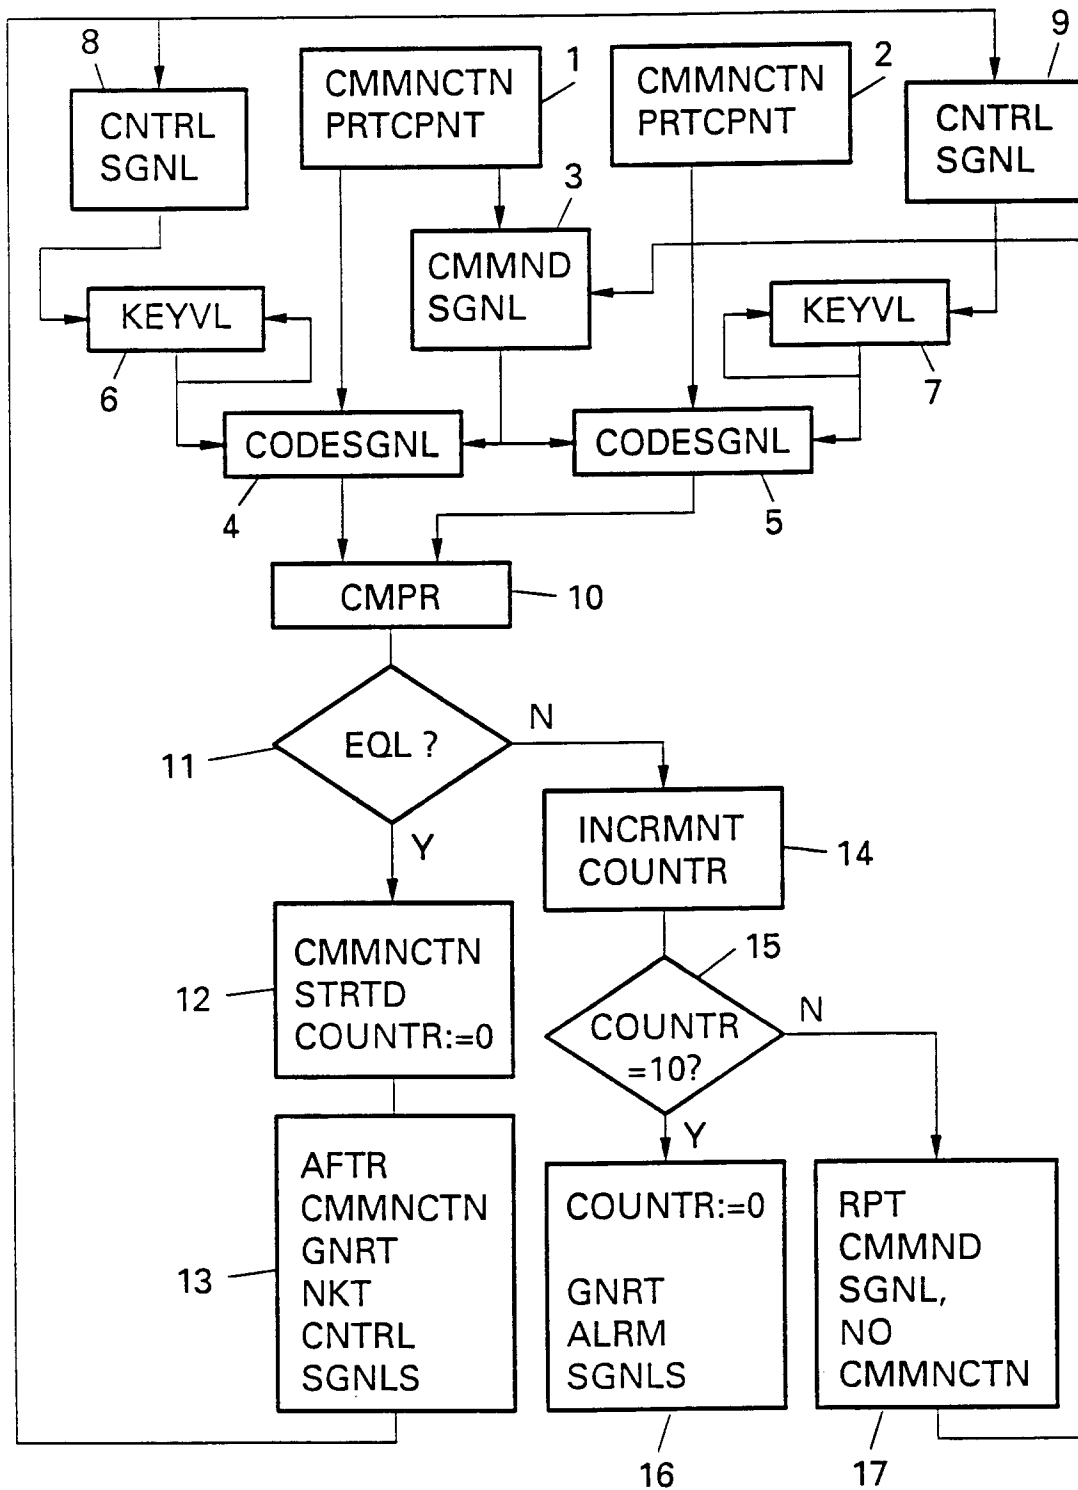 8
1
2
9
CMMNCTN
PRTCPNT
CMMNCTN
PRTCPNT
CNTRL
SGNL
CNTRL
SGNL
3
CMMND
SGNL
KEYVL
KEYVL
6
7
CODESGNL
CODESGNL
4
5
CMPR
10
EQL ?
11
N
Y
INCRMNT
COUNTR
14
CMMNCTN
STRTD
COUNTR:=0
12
15
COUNTR
=10?
N
Y
AFTR
CMMNCTN
GNRT
NKT
CNTRL
SGNLS
13
COUNTR:=0
GNRT
ALRM
SGNLS
16
RPT
CMMND
SGNL,
NO
CMMNCTN
17